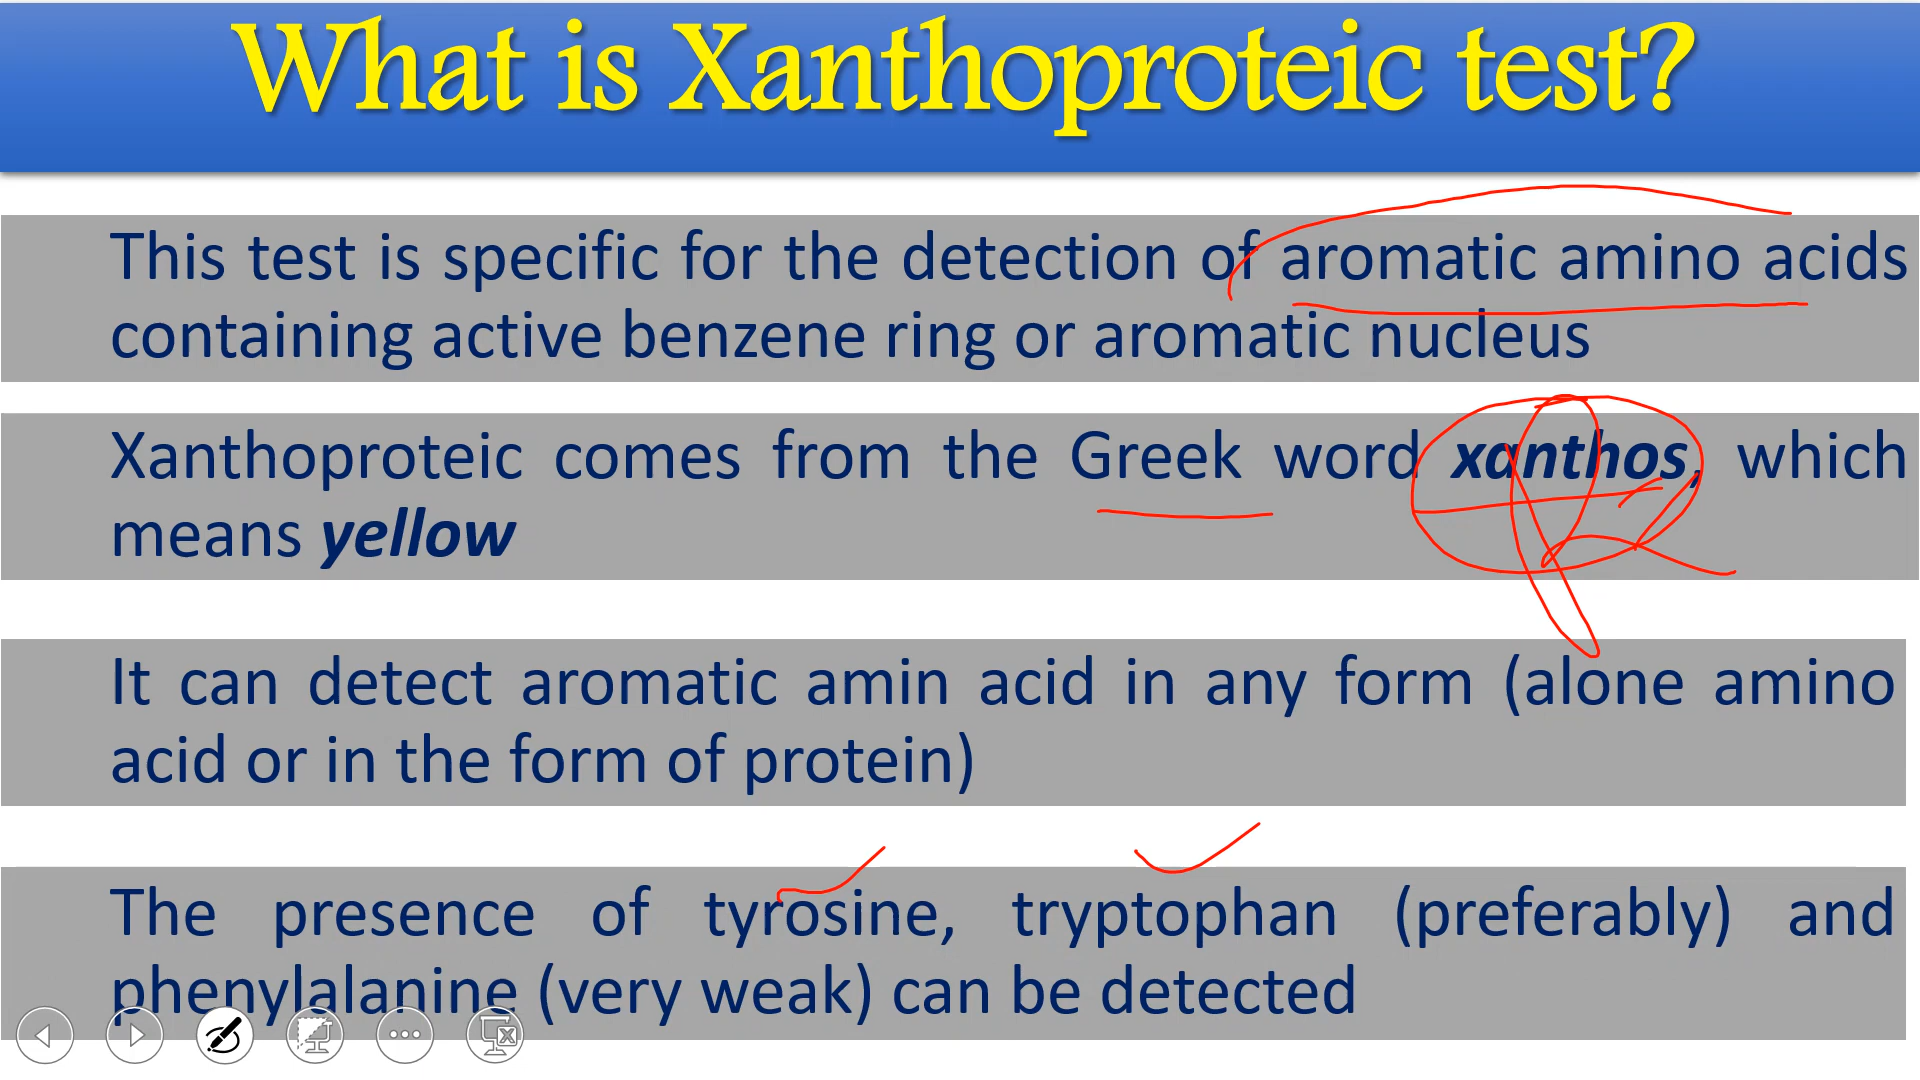 What is Xanthoproteic test?
This test is specific for the detection of aromatic amino acids
containing active benzene ring or aromatic nucleus
Xanthoproteic comes from the Greek word xanthos, which
means yellow
It can detect aromatic amin acid in any form (alone amino
acid or in the form of protein)
The presence of tyrosine, tryptophan (preferably) and
phenylalanine (very weak) can be detected